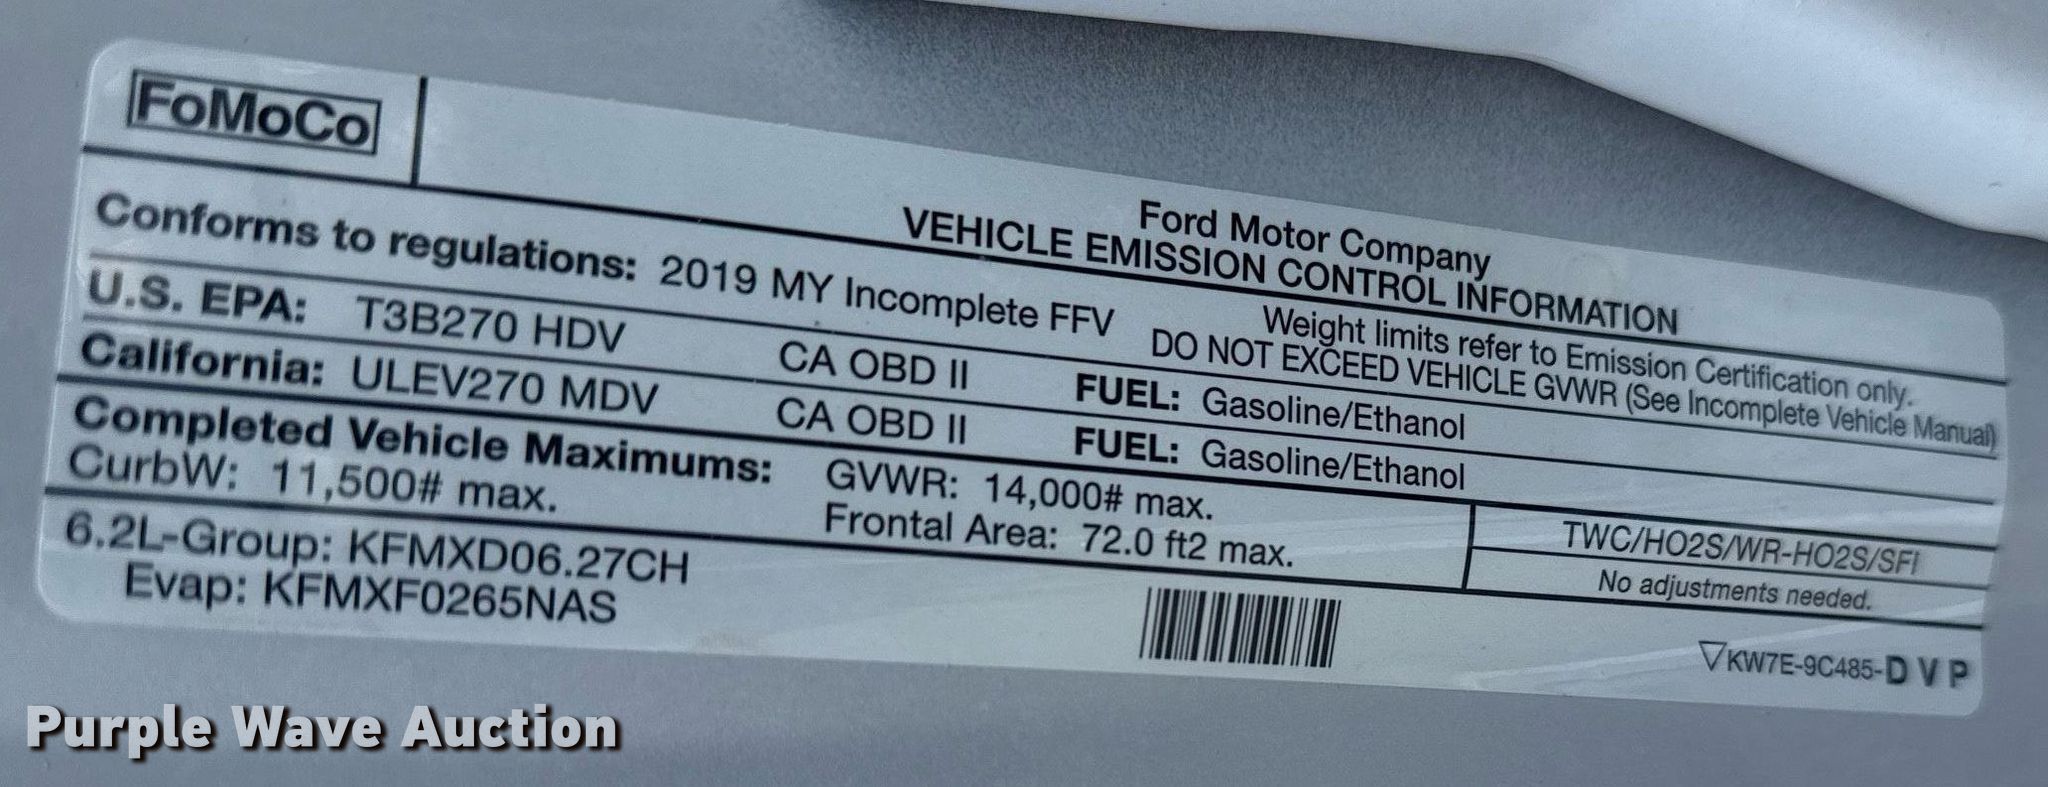 FoMoCo
Ford Motor Company
VEHICLE EMISSION CONTROL INFORMATION
Conforms to regulations: 2019 MY Incomplete FFV
Weight limits refer to Emission Certification only.
DO NOT EXCEED VEHICLE GVWR (See Incomplete Vehicle Manual)
U.S. EPA: T3B270 HDV CA OBD II FUEL: Gasoline/Ethanol
California: ULEV270 MDV CA OBD II FUEL: Gasoline/Ethanol
Completed Vehicle Maximums: GVWR: 14,000# max.
CurbW: 11,500# max. Frontal Area: 72.0 ft2 max.
TWC/HO2S/WR-HO2S/SFI
No adjustments needed.
6.2L-Group: KFMXD06.27CH
Evap: KFMXF0265NAS
▽KW7E-9C485-D V P
Purple Wave Auction